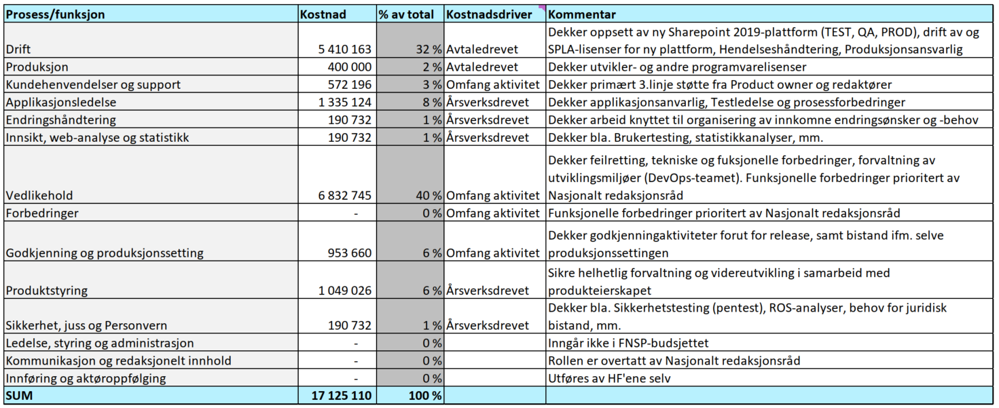 Prosess/funksjon Kostnad % av total Kostnadsdriver Kommentar
Dekker oppsett av ny Sharepoint 2019-plattform (TEST, QA, PROD), drift av og
Drift 5 410 163 32 % Avtaledrevet SPLA-lisenser for ny plattform, Hendelseshåndtering, Produksjonsansvarlig
Produksjon 400 000 2 % Avtaledrevet Dekker utvikler- og andre programvarelisenser
Kundehenvendelser og support 572 196 3 % Omfang aktivitet Dekker primært 3.linje støtte fra Product owner og redaktører
Applikasjonsledelse 1 335 124 8 % Årsverksdrevet Dekker applikasjonsanvarlig, Testledelse og prosessforbedringer
Endringshåndtering 190 732 1 % Årsverksdrevet Dekker arbeid knyttet til organisering av innkomne endringsønsker og -behov
Innsikt, web-analyse og statistikk 190 732 1 % Årsverksdrevet Dekker bla. Brukertesting, statistikkanalyser, mm.
Dekker feilretting, tekniske og fuksjonelle forbedringer, forvaltning av
utviklingsmiljøer (DevOps-teamet). Funksjonelle forbedringer prioritert av
Vedlikehold 6 832 745 40 % Omfang aktivitet Nasjonalt redaksjonsråd
Forbedringer - 0 % Omfang aktivitet Funksjonelle forbedringer prioritert av Nasjonalt redaksjonsråd
Dekker godkjenningaktiviteter forut for release, samt bistand ifm. selve
Godkjenning og produksjonssetting 953 660 6 % Omfang aktivitet produksjonssettingen
Sikre helhetlig forvaltning og videreutvikling i samarbeid med
Produktstyring 1 049 026 6 % Årsverksdrevet produkteierskapet
Dekker bla. Sikkerhetstesting (pentest), ROS-analyser, behov for juridisk
Sikkerhet, juss og Personvern 190 732 1 % Årsverksdrevet bistand, mm.
Ledelse, styring og administrasjon - 0 % Inngår ikke i FNSP-budsjettet
Kommunikasjon og redaksjonelt innhold - 0 % Rollen er overtatt av Nasjonalt redaksjonsråd
Innføring og aktøroppfølging - 0 % Utføres av HF'ene selv
SUM 17 125 110 100 %